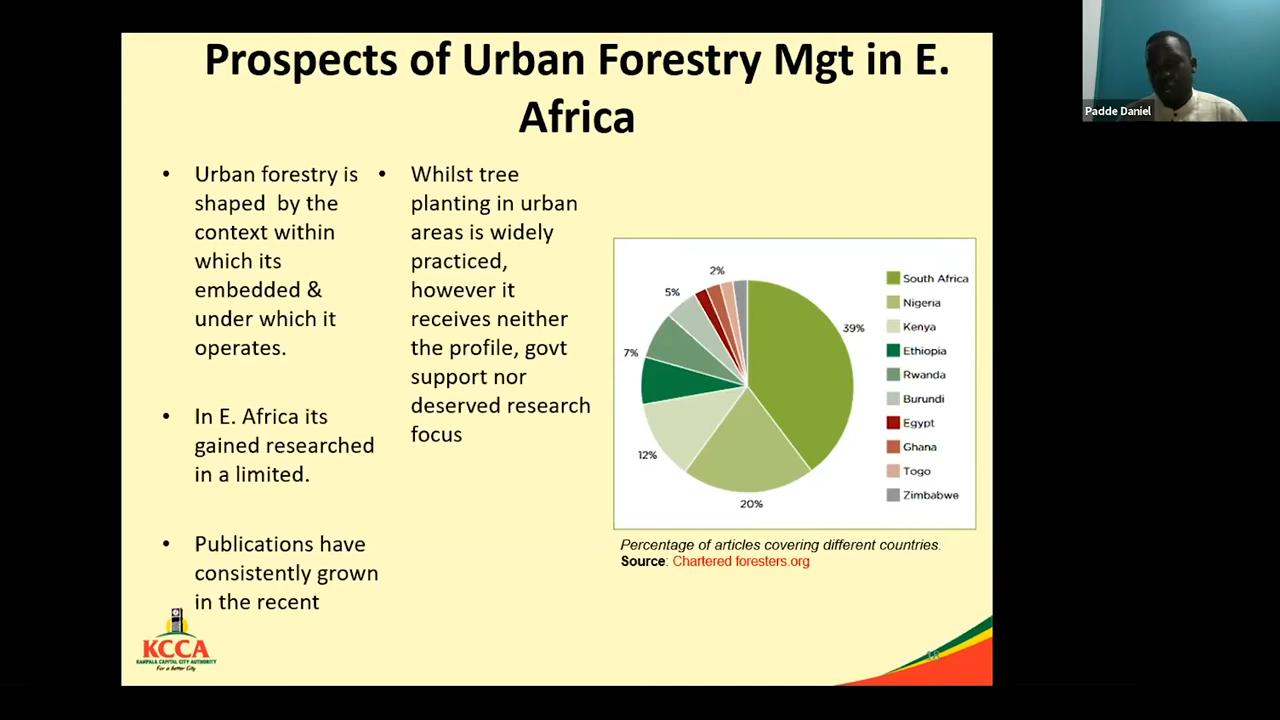 Prospects of Urban Forestry Mgt in E.
Africa
• Urban forestry is
shaped by the
context within
which its
embedded &
under which it
operates.
• In E. Africa its
gained researched
in a limited.
• Publications have
consistently grown
in the recent
• Whilst tree
planting in urban
areas is widely
practiced,
however it
receives neither
the profile, govt
support nor
deserved research
focus
2%
5%
7%
12%
20%
39%
South Africa
Nigeria
Kenya
Ethiopia
Rwanda
Burundi
Egypt
Ghana
Togo
Zimbabwe
Percentage of articles covering different countries.
Source: Chartered foresters.org
KCCA
KAMPALA CAPITAL CITY AUTHORITY
For a better City
Padde Daniel